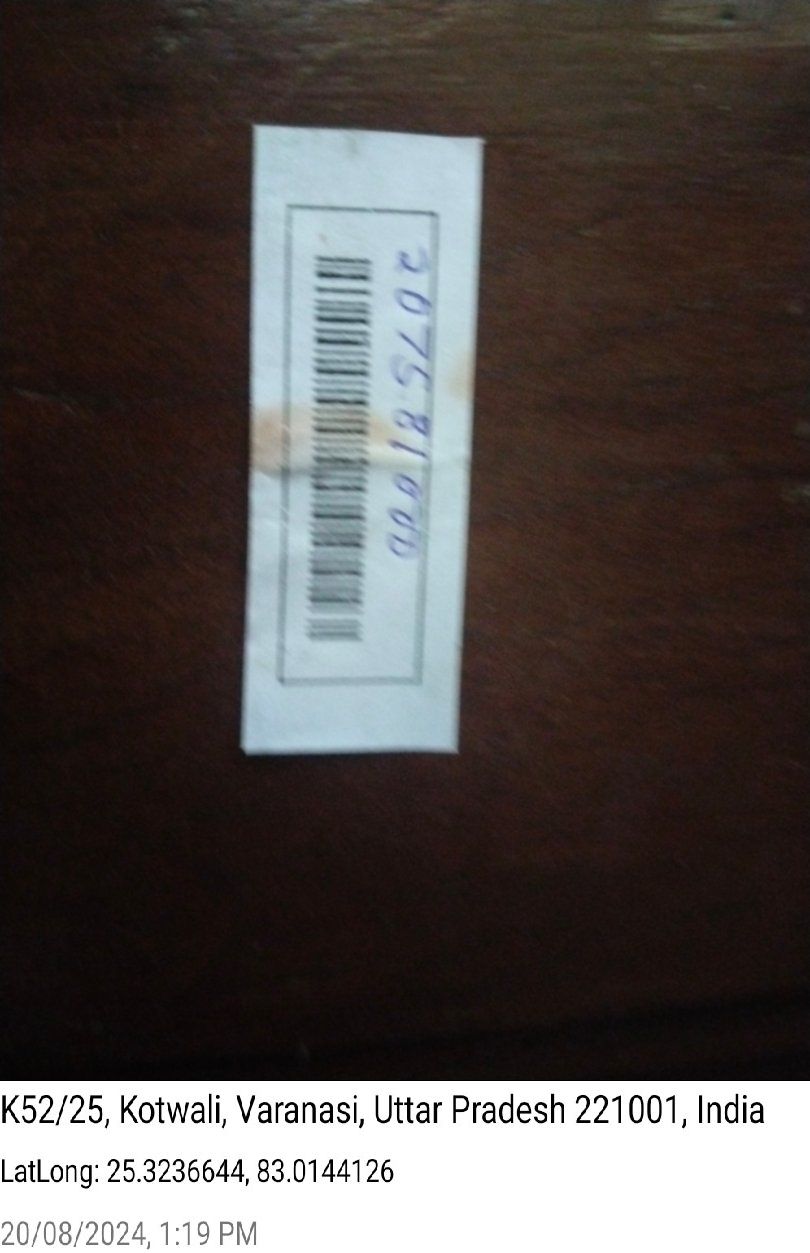 207581000
K52/25, Kotwali, Varanasi, Uttar Pradesh 221001, India
LatLong: 25.3236644, 83.0144126
20/08/2024, 1:19 PM